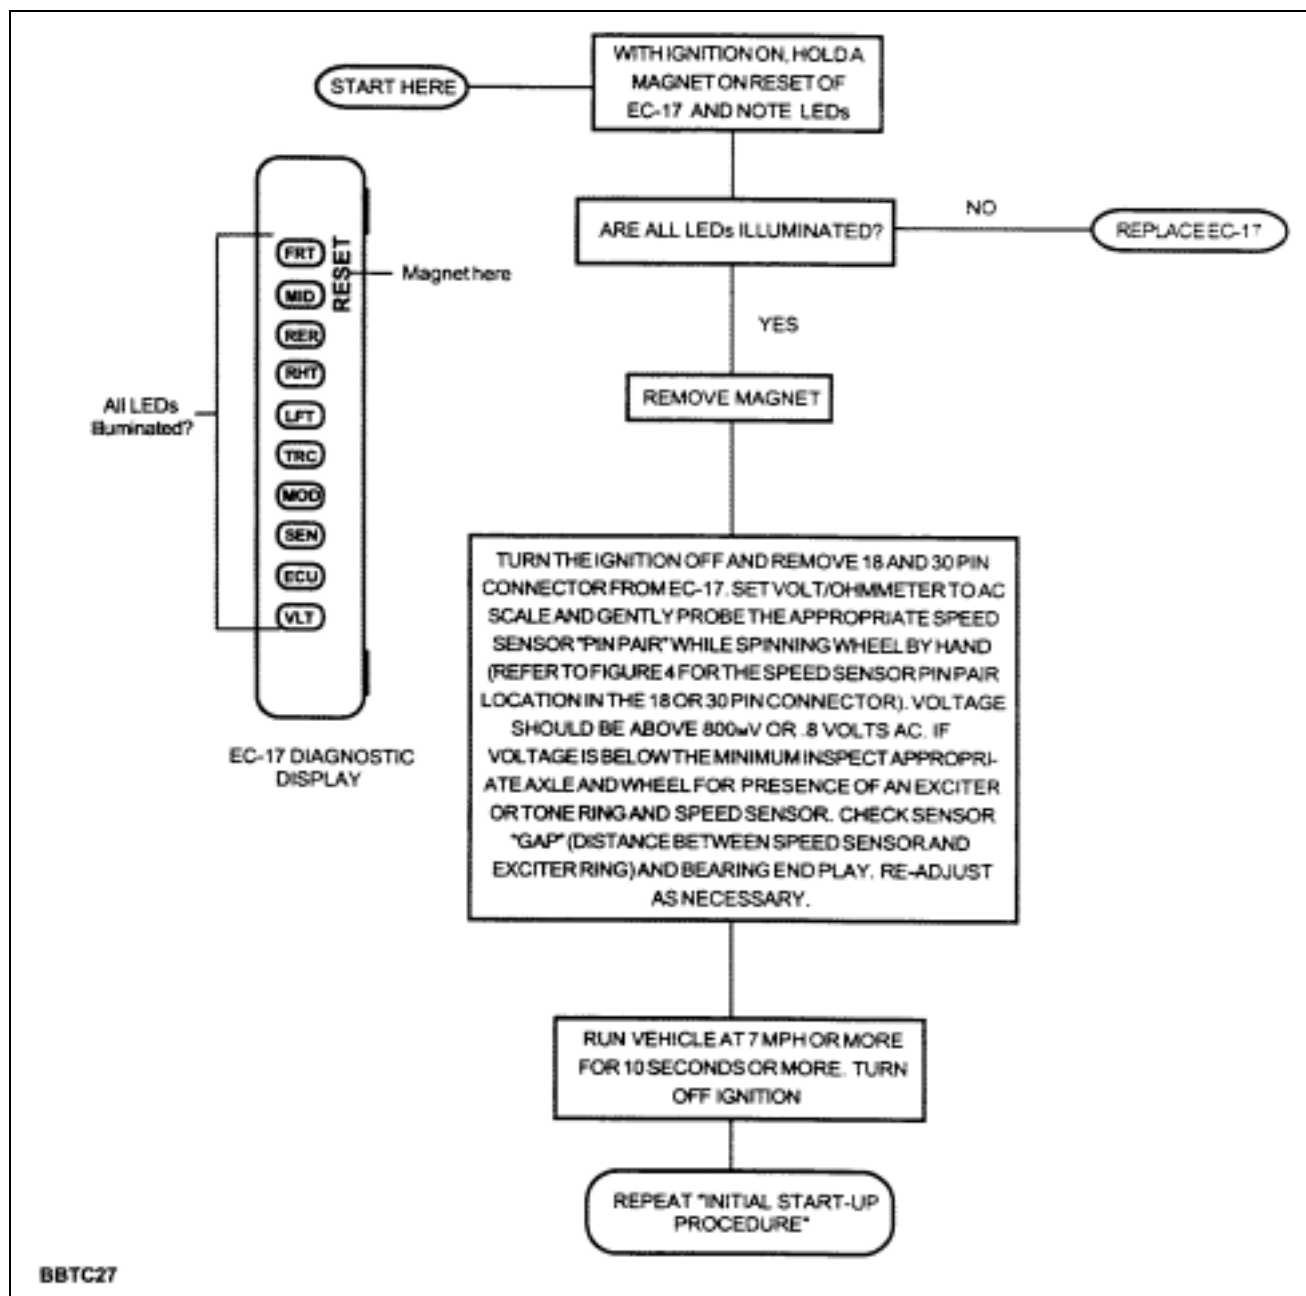 START HERE
WITH IGNITION ON, HOLD A
MAGNET ON RESET OF
EC-17 AND NOTE LEDs
ARE ALL LEDs ILLUMINATED?
NO
REPLACE EC-17
YES
REMOVE MAGNET
FRT
MID
RER
RHT
LFT
TRC
MOD
SEN
ECU
VLT
RESET
Magnet here
All LEDs
Illuminated?
EC-17 DIAGNOSTIC
DISPLAY
TURN THE IGNITION OFF AND REMOVE 18 AND 30 PIN
CONNECTOR FROM EC-17. SET VOLT/OHMMETER TO AC
SCALE AND GENTLY PROBE THE APPROPRIATE SPEED
SENSOR "PIN PAIR" WHILE SPINNING WHEEL BY HAND
(REFER TO FIGURE 4 FOR THE SPEED SENSOR PIN PAIR
LOCATION IN THE 18 OR 30 PIN CONNECTOR). VOLTAGE
SHOULD BE ABOVE 800MV OR .8 VOLTS AC. IF
VOLTAGE IS BELOW THE MINIMUM INSPECT APPROPRI-
ATE AXLE AND WHEEL FOR PRESENCE OF AN EXCITER
OR TONE RING AND SPEED SENSOR. CHECK SENSOR
"GAP" (DISTANCE BETWEEN SPEED SENSOR AND
EXCITER RING) AND BEARING END PLAY. RE-ADJUST
AS NECESSARY.
RUN VEHICLE AT 7 MPH OR MORE
FOR 10 SECONDS OR MORE. TURN
OFF IGNITION
REPEAT "INITIAL START-UP
PROCEDURE"
BBTC27